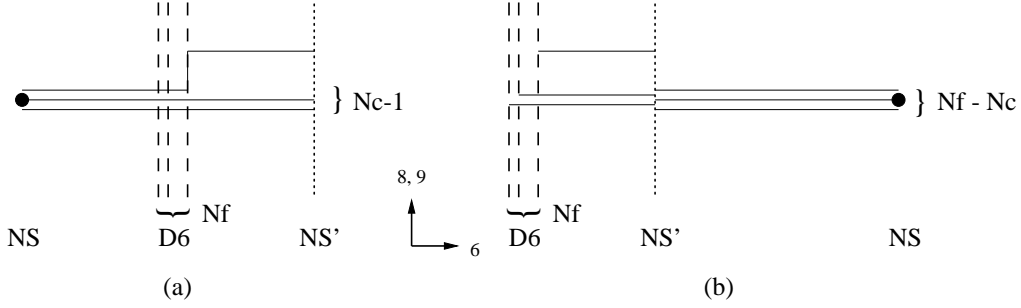 } Nc-1
} Nf - Nc
8, 9
6
Nf
Nf
NS
D6
NS'
D6
NS'
NS
(a)
(b)